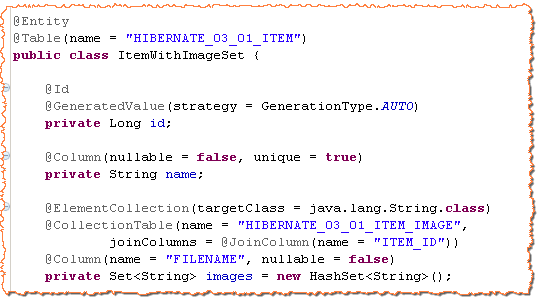 @Entity
@Table(name = "HIBERNATE_03_01_ITEM")
public class ItemWithImageSet {
@Id
@GeneratedValue(strategy = GenerationType.AUTO)
private Long id;
@Column(nullable = false, unique = true)
private String name;
@ElementCollection(targetClass = java.lang.String.class)
@CollectionTable(name = "HIBERNATE_03_01_ITEM_IMAGE",
joinColumns = @JoinColumn(name = "ITEM_ID"))
@Column(name = "FILENAME", nullable = false)
private Set<String> images = new HashSet<String>();